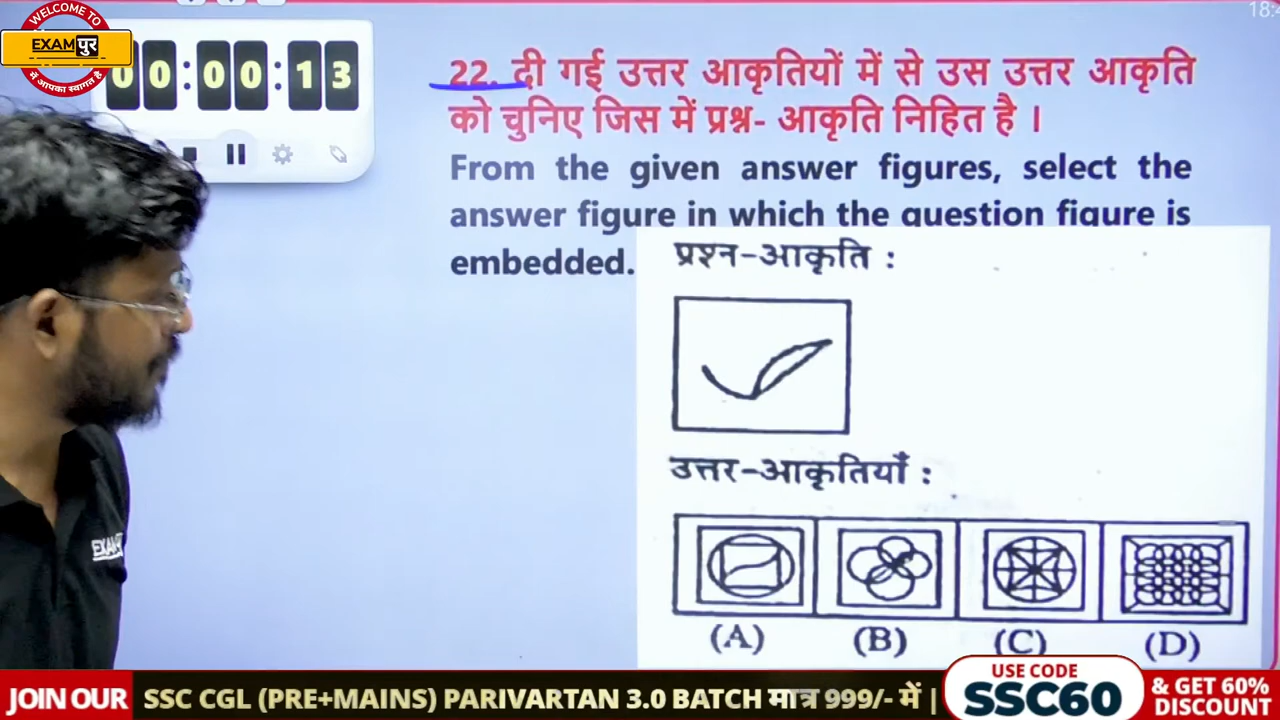 WELCOME TO
EXAMपुर
में आपका स्वागत है
00:00:13
18:4
22. दी गई उत्तर आकृतियों में से उस उत्तर आकृति
को चुनिए जिस में प्रश्न- आकृति निहित है ।
From the given answer figures, select the
answer figure in which the question figure is
embedded.
प्रश्न-आकृति :
उत्तर-आकृतियाँ :
(A) (B) (C) (D)
EXAM
JOIN OUR SSC CGL (PRE+MAINS) PARIVARTAN 3.0 BATCH मात्र 999/- में |
USE CODE
SSC60
& GET 60%
DISCOUNT